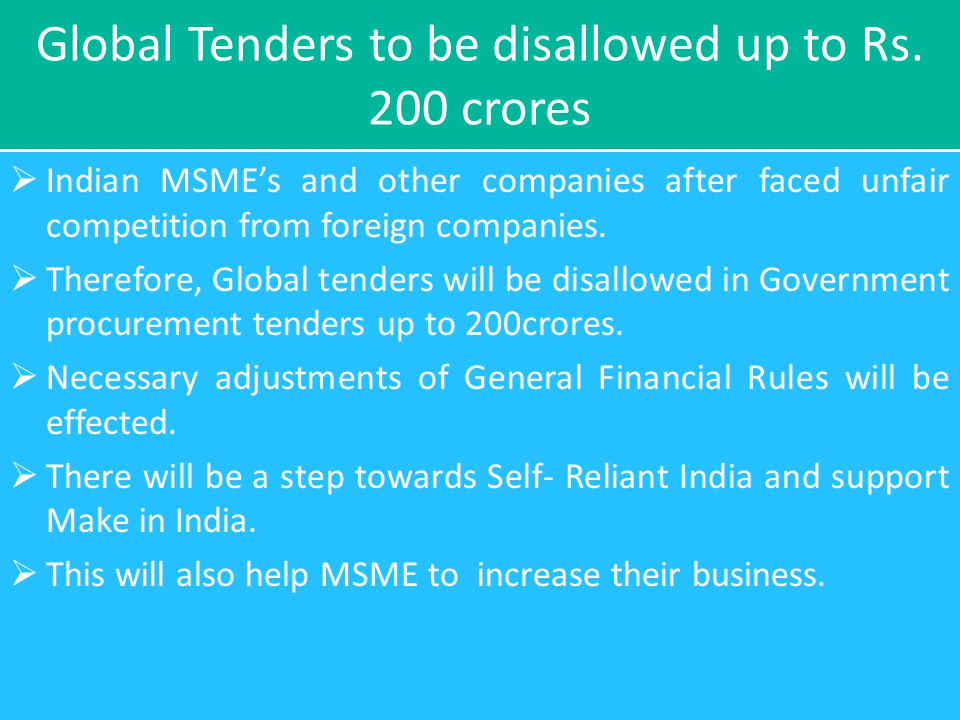 Global Tenders to be disallowed up to Rs.
200 crores
➢ Indian MSME’s and other companies after faced unfair
competition from foreign companies.
➢ Therefore, Global tenders will be disallowed in Government
procurement tenders up to 200crores.
➢ Necessary adjustments of General Financial Rules will be
effected.
➢ There will be a step towards Self- Reliant India and support
Make in India.
➢ This will also help MSME to  increase their business.